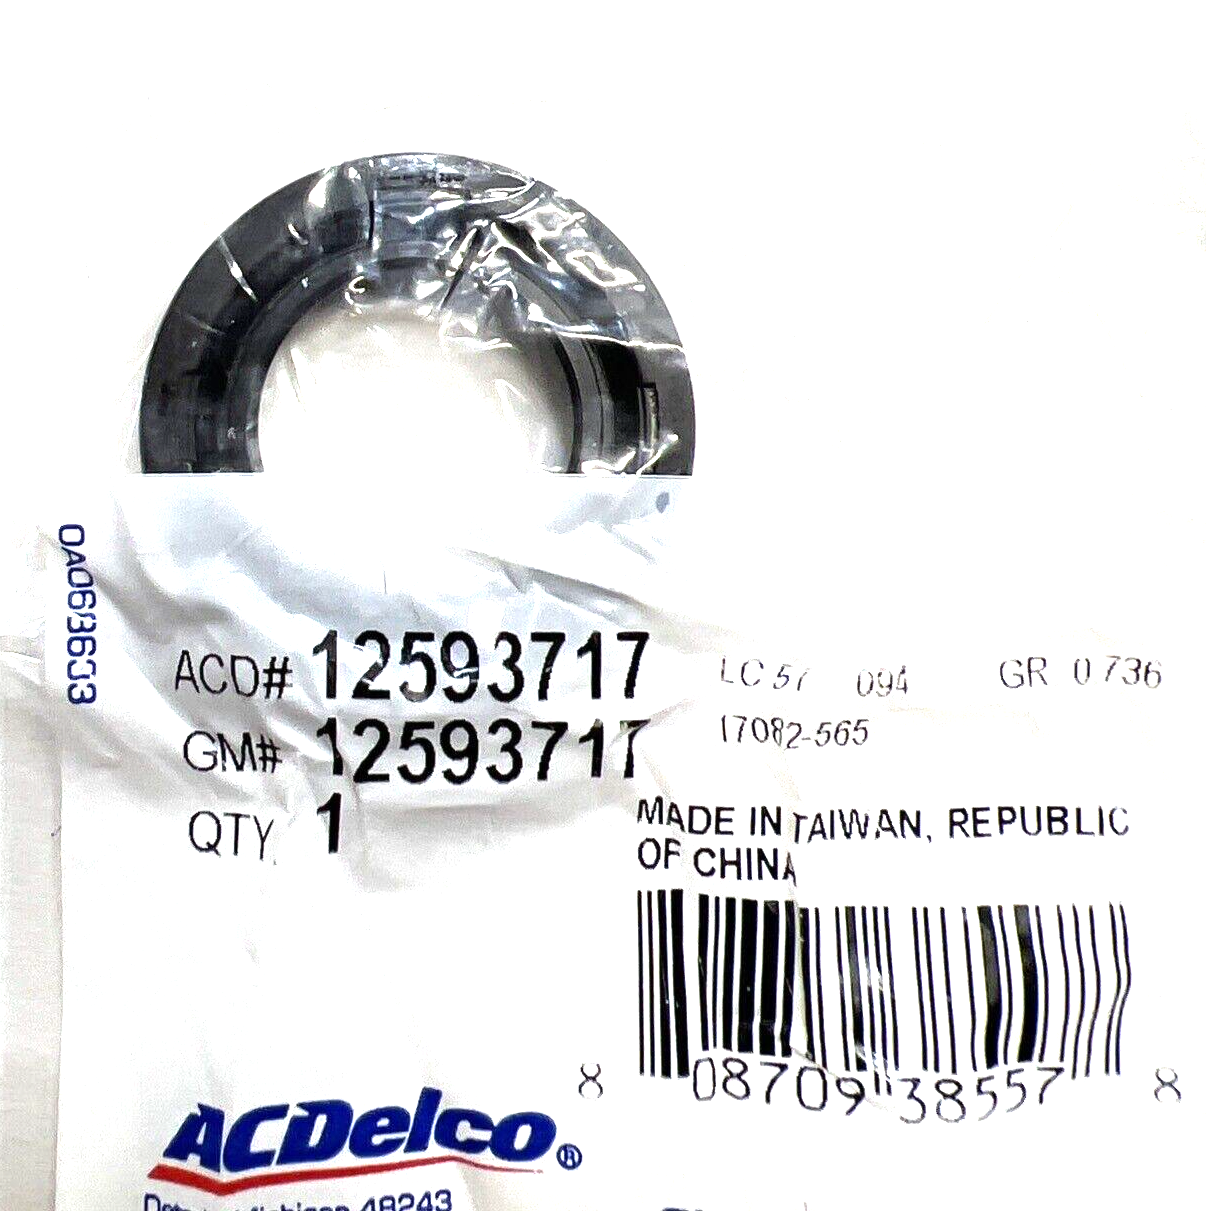 ACD# 12593717
GM# 12593717
QTY. 1
LC 57 094 GR 0736
17082-565
MADE IN TAIWAN, REPUBLIC
OF CHINA
8 08709 38557 8
ACDelco®
48243